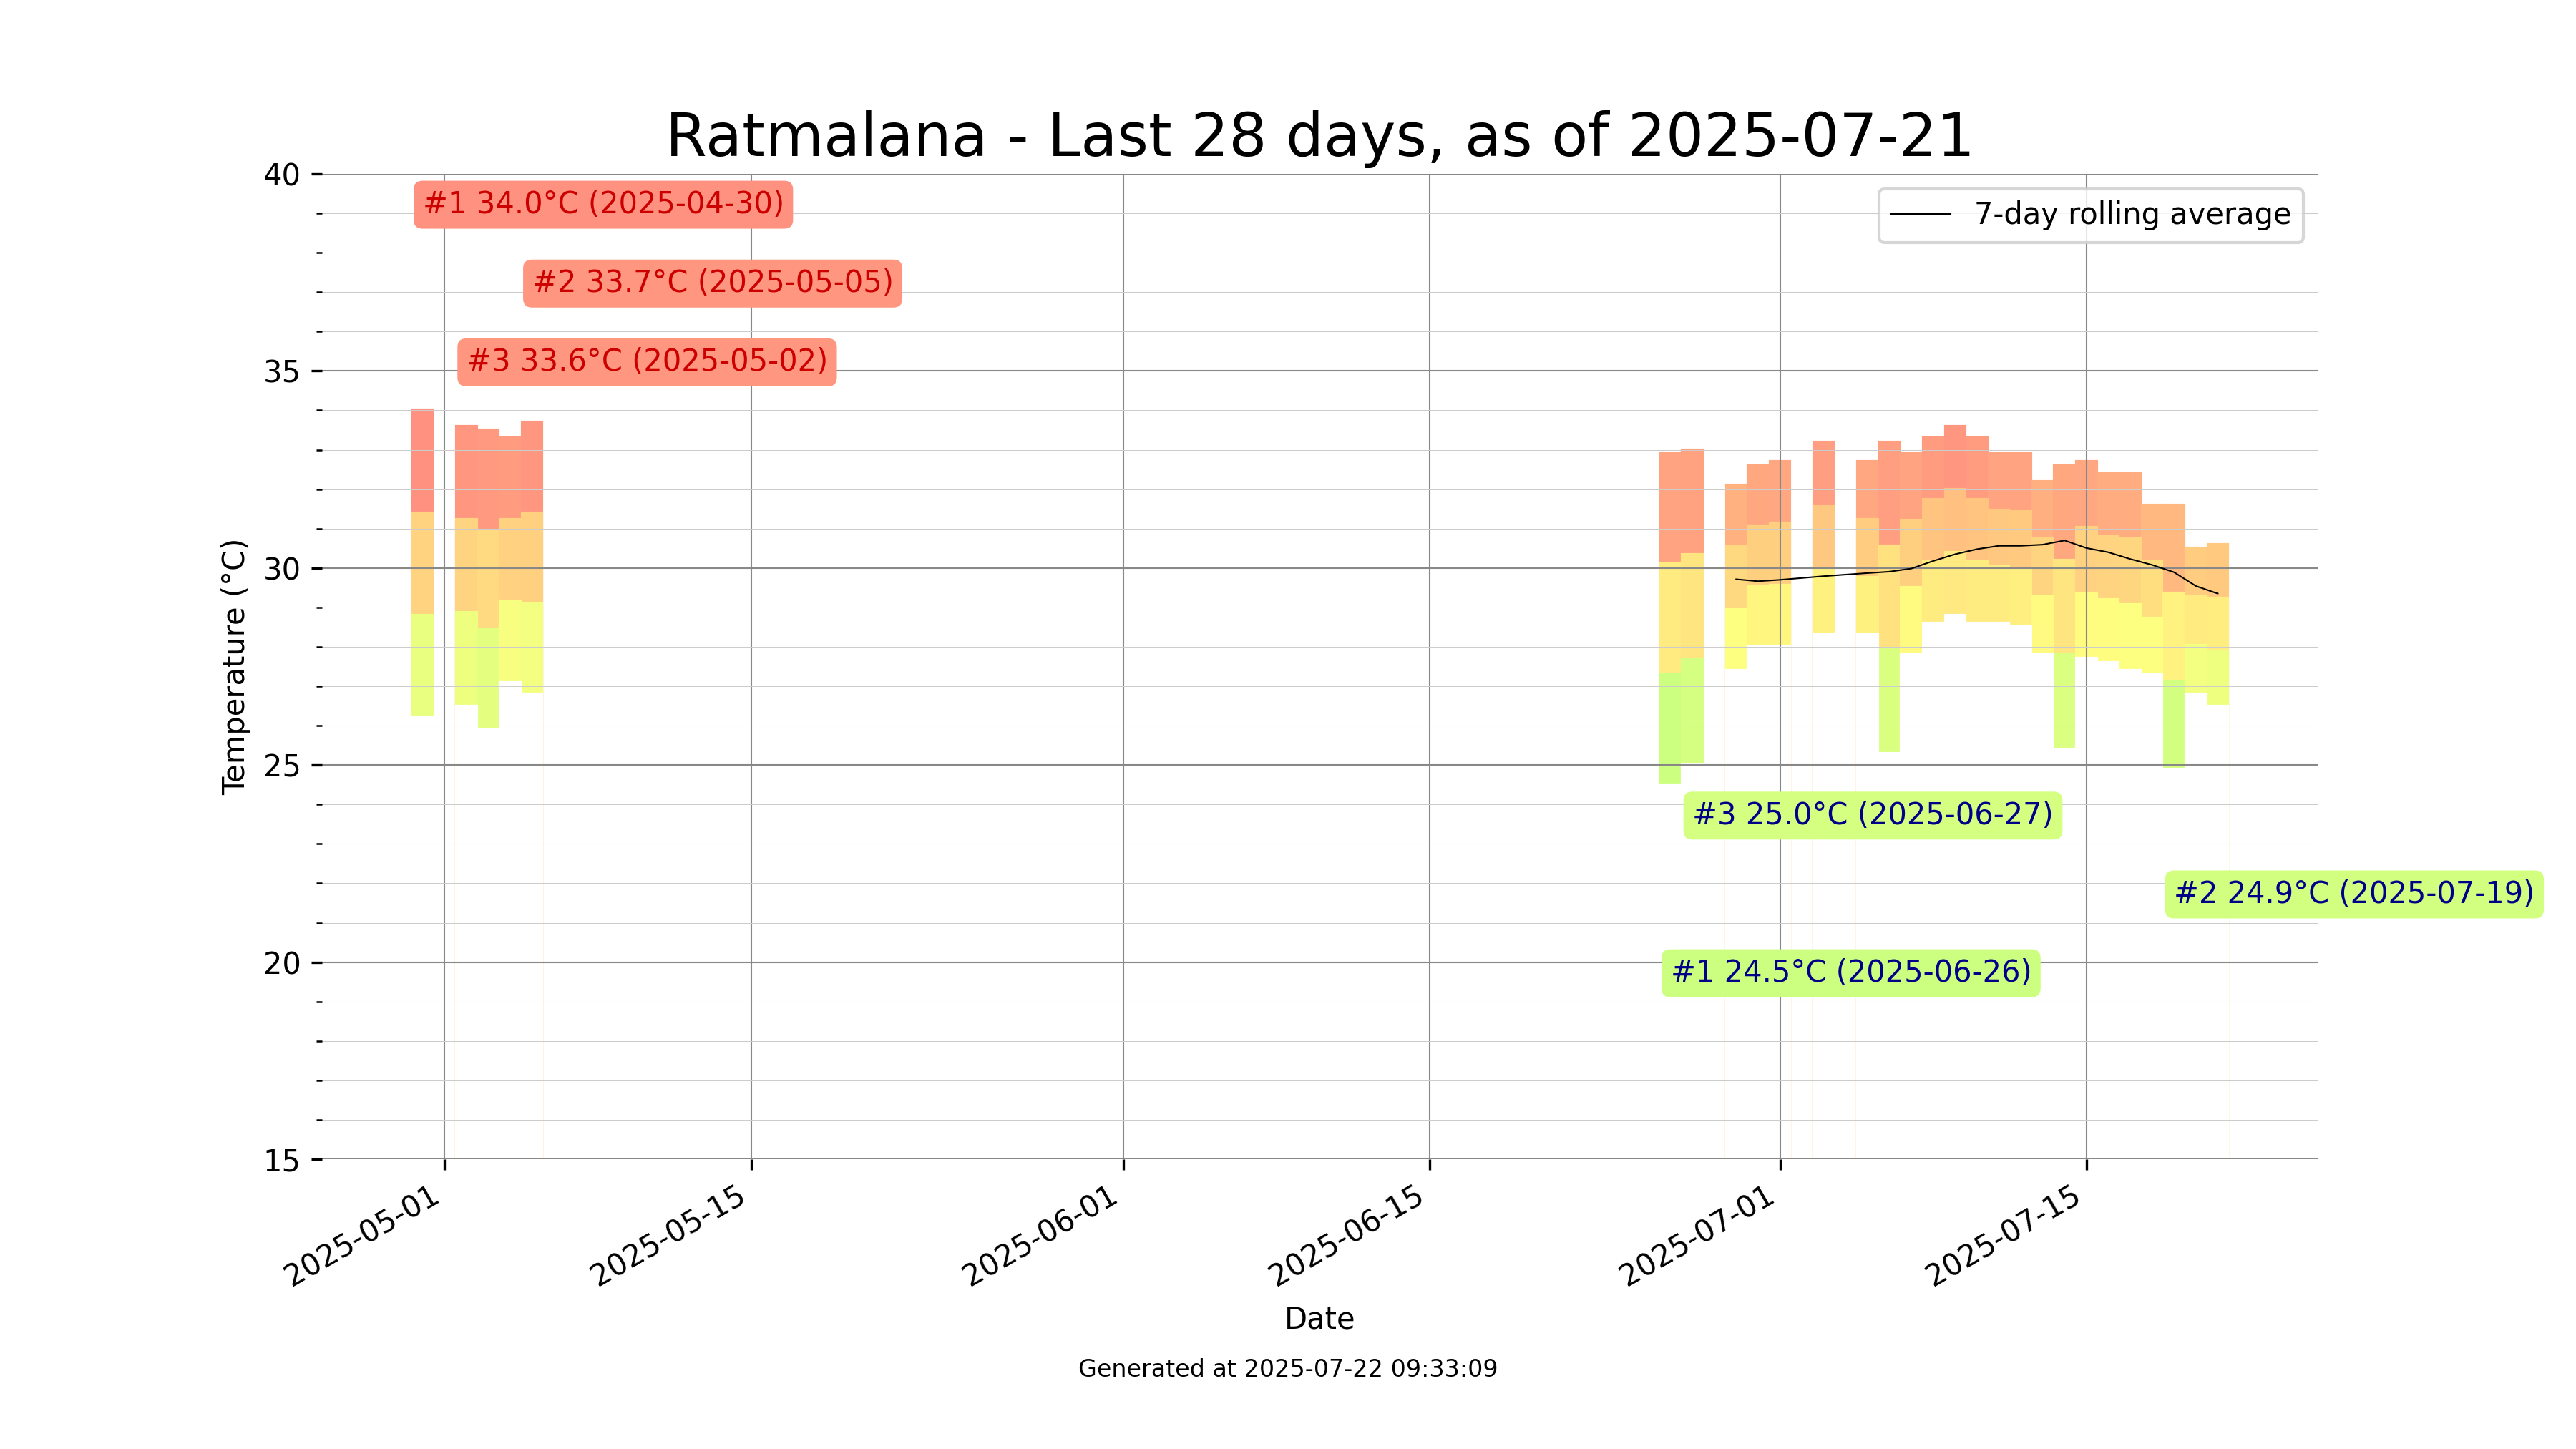 Ratmalana - Last 28 days, as of 2025-07-21
40
35
30
25
20
15
Temperature (°C)
#1 34.0°C (2025-04-30)
#2 33.7°C (2025-05-05)
#3 33.6°C (2025-05-02)
7-day rolling average
#3 25.0°C (2025-06-27)
#2 24.9°C (2025-07-19)
#1 24.5°C (2025-06-26)
2025-05-01
2025-05-15
2025-06-01
2025-06-15
2025-07-01
2025-07-15
Date
Generated at 2025-07-22 09:33:09